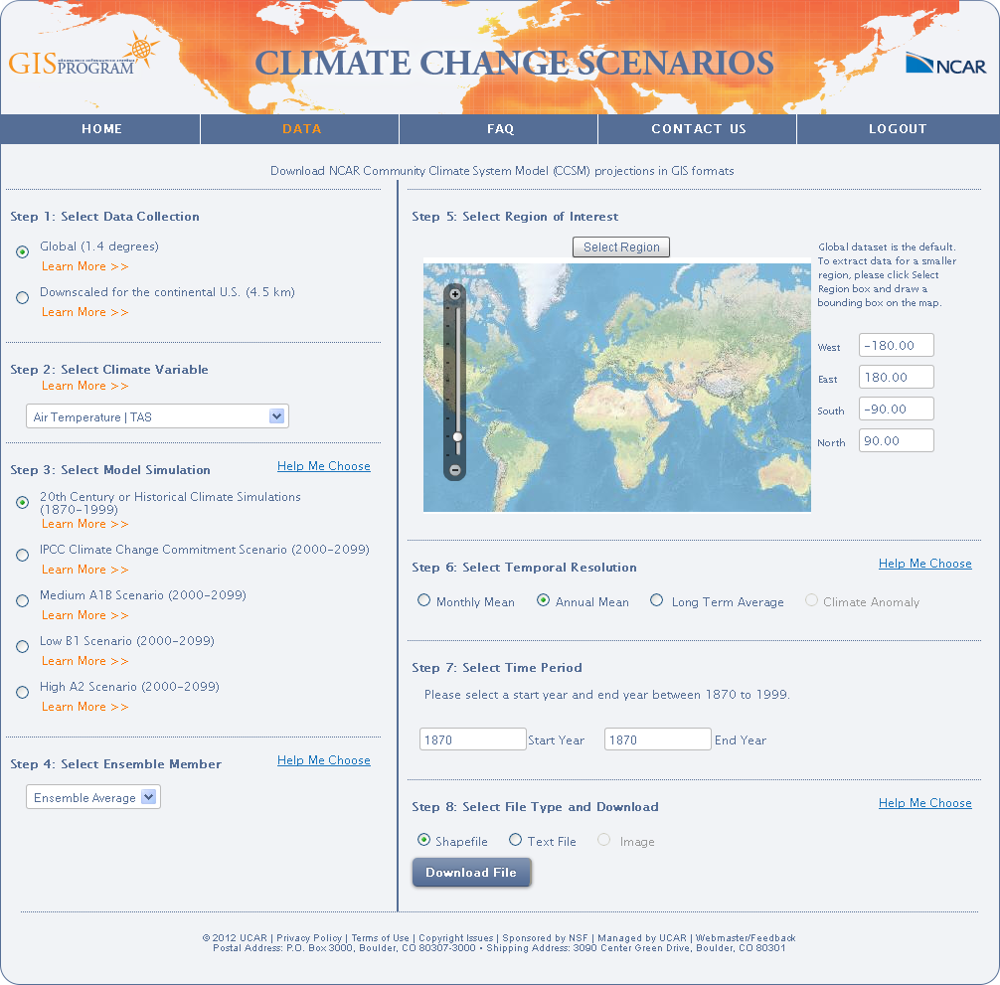 GIS PROGRAM
CLIMATE CHANGE SCENARIOS
NCAR
HOME DATA FAQ CONTACT US LOGOUT
Download NCAR Community Climate System Model (CCSM) projections in GIS formats
Step 1: Select Data Collection
Global (1.4 degrees)
Learn More >>
Downscaled for the continental U.S. (4.5 km)
Learn More >>
Step 2: Select Climate Variable
Learn More >>
Air Temperature | TAS
Step 3: Select Model Simulation
Help Me Choose
20th Century or Historical Climate Simulations
(1870-1999)
Learn More >>
IPCC Climate Change Commitment Scenario (2000-2099)
Learn More >>
Medium A1B Scenario (2000-2099)
Learn More >>
Low B1 Scenario (2000-2099)
Learn More >>
High A2 Scenario (2000-2099)
Learn More >>
Step 4: Select Ensemble Member
Help Me Choose
Ensemble Average
Step 5: Select Region of Interest
Select Region
Global dataset is the default.
To extract data for a smaller
region, please click Select
Region box and draw a
bounding box on the map.
West -180.00
East 180.00
South -90.00
North 90.00
Step 6: Select Temporal Resolution
Help Me Choose
Monthly Mean Annual Mean Long Term Average Climate Anomaly
Step 7: Select Time Period
Please select a start year and end year between 1870 to 1999.
1870 Start Year 1870 End Year
Step 8: Select File Type and Download
Help Me Choose
Shapefile Text File Image
Download File
© 2012 UCAR | Privacy Policy | Terms of Use | Copyright Issues | Sponsored by NSF | Managed by UCAR | Webmaster/Feedback
Postal Address: P.O. Box 3000, Boulder, CO 80307-3000 • Shipping Address: 3090 Center Green Drive, Boulder, CO 80301